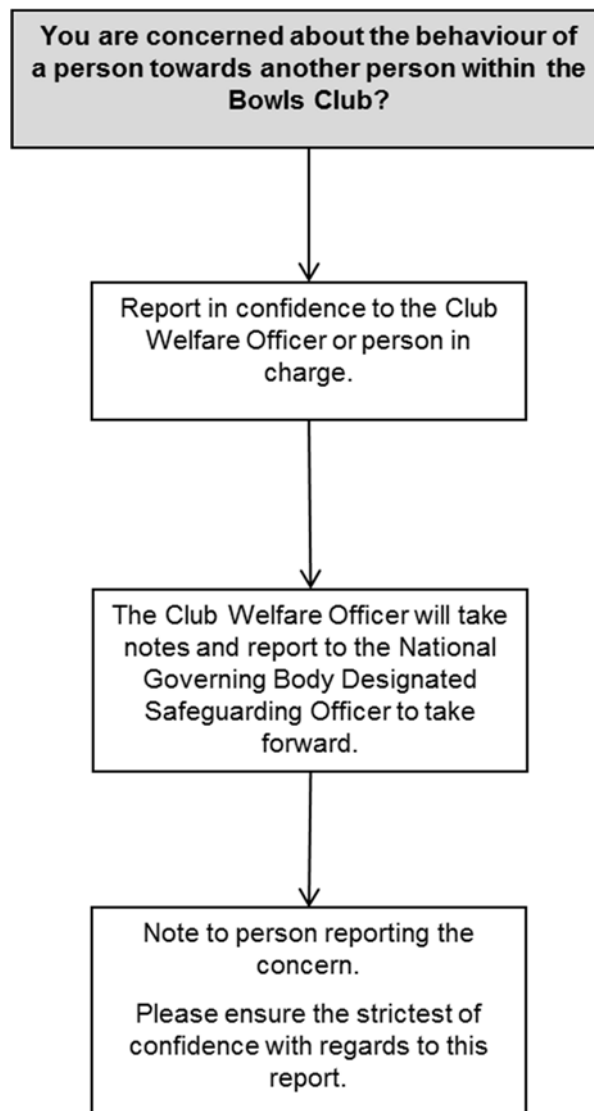 You are concerned about the behaviour of
a person towards another person within the
Bowls Club?
Report in confidence to the Club
Welfare Officer or person in
charge.
The Club Welfare Officer will take
notes and report to the National
Governing Body Designated
Safeguarding Officer to take
forward.
Note to person reporting the
concern.
Please ensure the strictest of
confidence with regards to this
report.